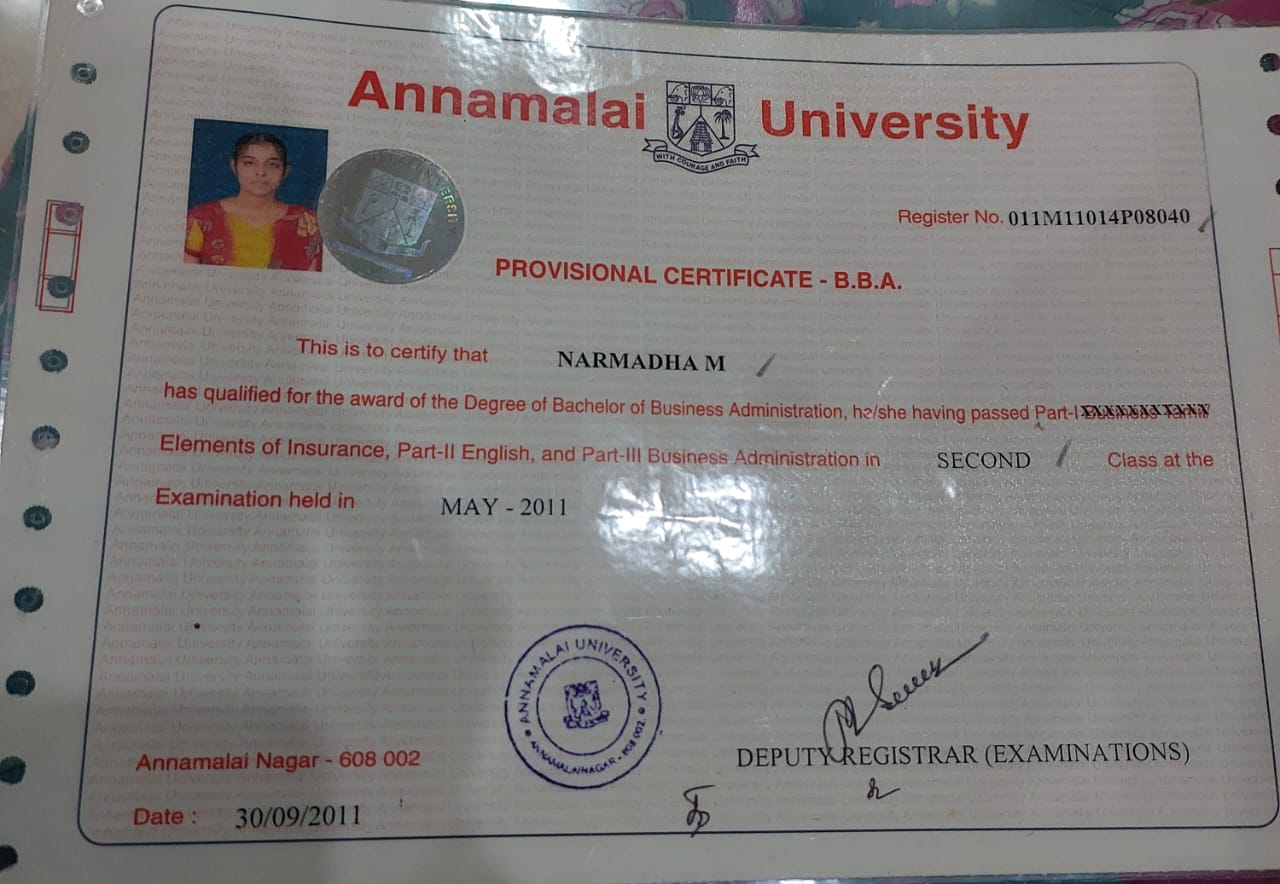 Annamalai University
WITH COURAGE AND FAITH
Register No. 011M11014P08040
PROVISIONAL CERTIFICATE - B.B.A.
This is to certify that NARMADHA M
has qualified for the award of the Degree of Bachelor of Business Administration, he/she having passed Part-I
Elements of Insurance, Part-II English, and Part-III Business Administration in SECOND Class at the
Examination held in MAY - 2011
ANNAMALAI UNIVERSITY
ANNAMALAINAGAR - 608 002.
DEPUTY REGISTRAR (EXAMINATIONS)
Annamalai Nagar - 608 002
Date : 30/09/2011